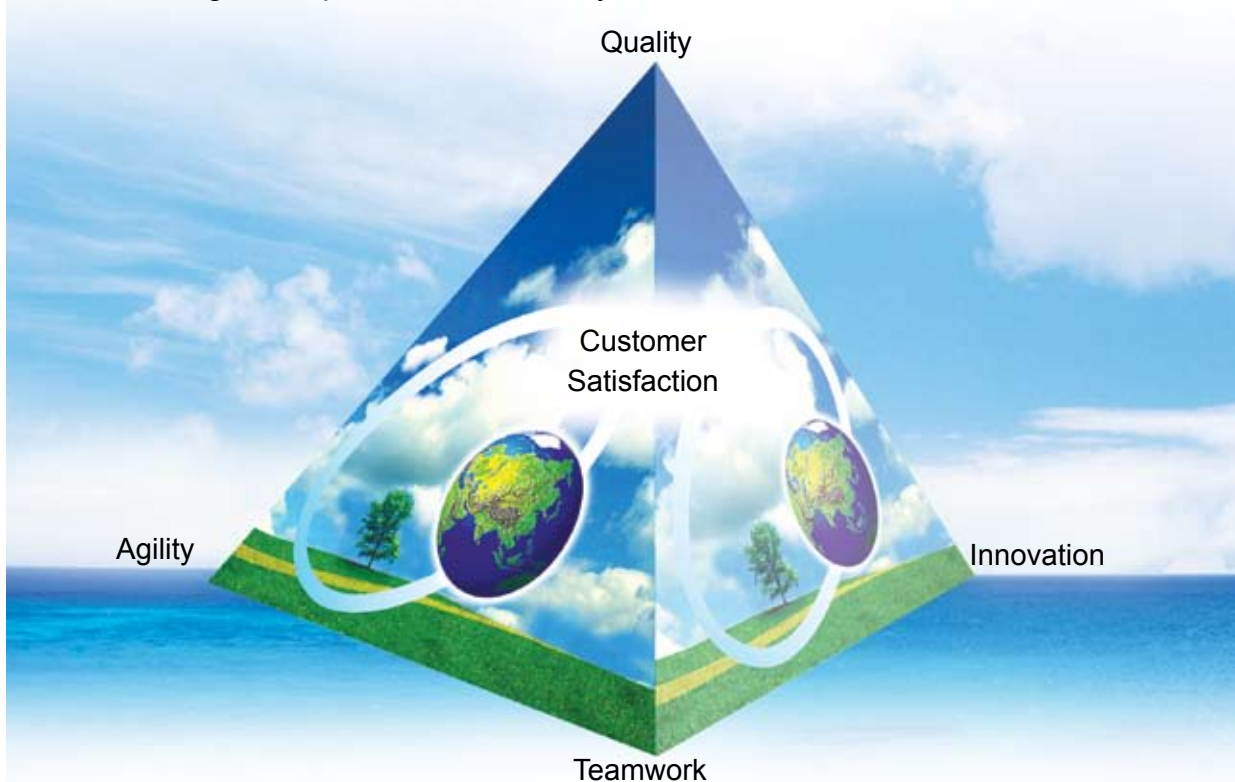 Quality
Customer
Satisfaction
Agility
Innovation
Teamwork